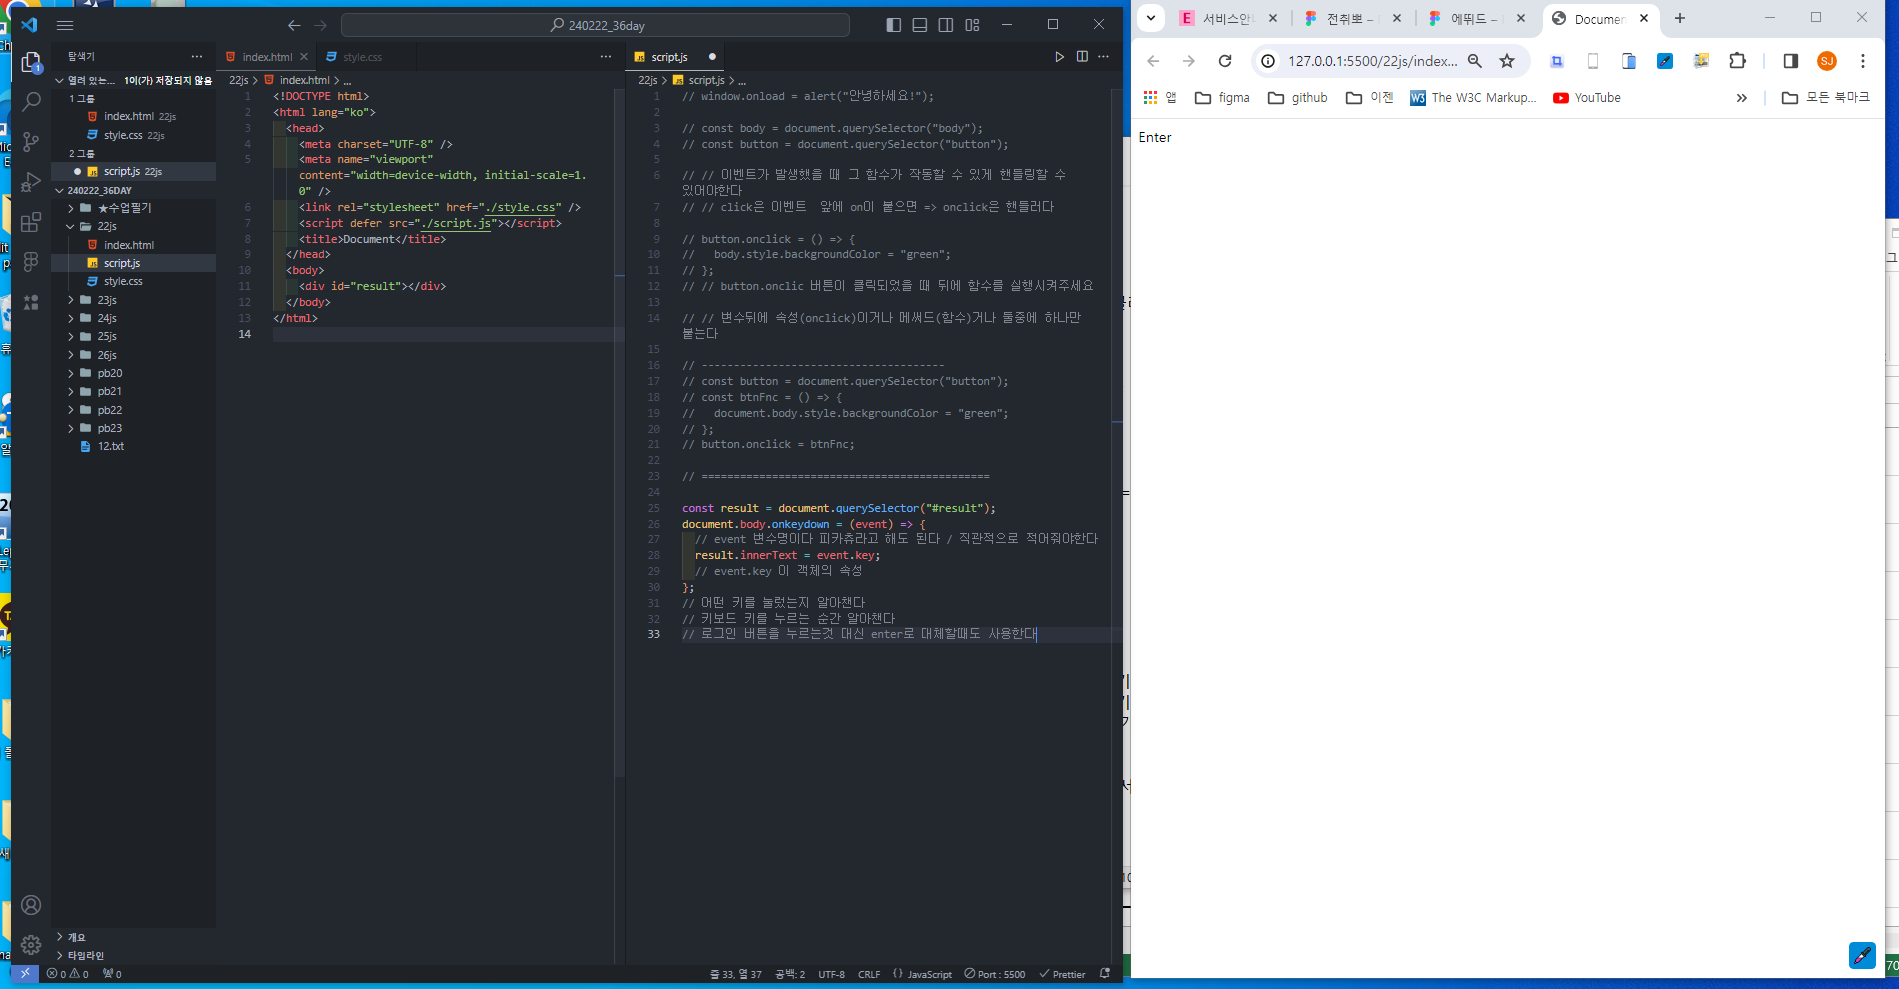 240222_36day
탐색기
열려 있는... 1이(가) 저장되지 않음
1 그룹
index.html 22js
style.css 22js
2 그룹
script.js 22js
240222_36DAY
★수업필기
22js
index.html
script.js
style.css
23js
24js
25js
26js
pb20
pb21
pb22
pb23
12.txt
개요
타임라인
index.html
style.css
22js > index.html > ...
1 <!DOCTYPE html>
2 <html lang="ko">
3 <head>
4 <meta charset="UTF-8" />
5 <meta name="viewport"
content="width=device-width, initial-scale=1.
0" />
6 <link rel="stylesheet" href="./style.css" />
7 <script defer src="./script.js"></script>
8 <title>Document</title>
9 </head>
10 <body>
11 <div id="result"></div>
12 </body>
13 </html>
14
script.js
22js > script.js > ...
1 // window.onload = alert("안녕하세요!");
2
3 // const body = document.querySelector("body");
4 // const button = document.querySelector("button");
5
6 // // 이벤트가 발생했을 때 그 함수가 작동할 수 있게 핸들링할 수
있어야한다
7 // // click은 이벤트 앞에 on이 붙으면 => onclick은 핸들러다
8
9 // button.onclick = () => {
10 // body.style.backgroundColor = "green";
11 // };
12 // // button.onclic 버튼이 클릭되었을 때 뒤에 함수를 실행시켜주세요
13
14 // // 변수뒤에 속성(onclick)이거나 메써드(함수)거나 둘중에 하나만
붙는다
15
16 // --------------------------------------
17 // const button = document.querySelector("button");
18 // const btnFnc = () => {
19 // document.body.style.backgroundColor = "green";
20 // };
21 // button.onclick = btnFnc;
22
23 // =============================================
24
25 const result = document.querySelector("#result");
26 document.body.onkeydown = (event) => {
27 // event 변수명이다 피카츄라고 해도 된다 / 직관적으로 적어줘야한다
28 result.innerText = event.key;
29 // event.key 이 객체의 속성
30 };
31 // 어떤 키를 눌렀는지 알아챈다
32 // 키보드 키를 누르는 순간 알아챈다
33 // 로그인 버튼을 누르는것 대신 enter로 대체할때도 사용한다
0 0 0
줄 33, 열 37 공백: 2 UTF-8 CRLF {} JavaScript Port : 5500 Prettier
서비스안 전취뽀 – 에뛰드 – Documen
127.0.0.1:5500/22js/index...
SJ
앱 figma github 이젠 The W3C Markup... YouTube » 모든 북마크
Enter